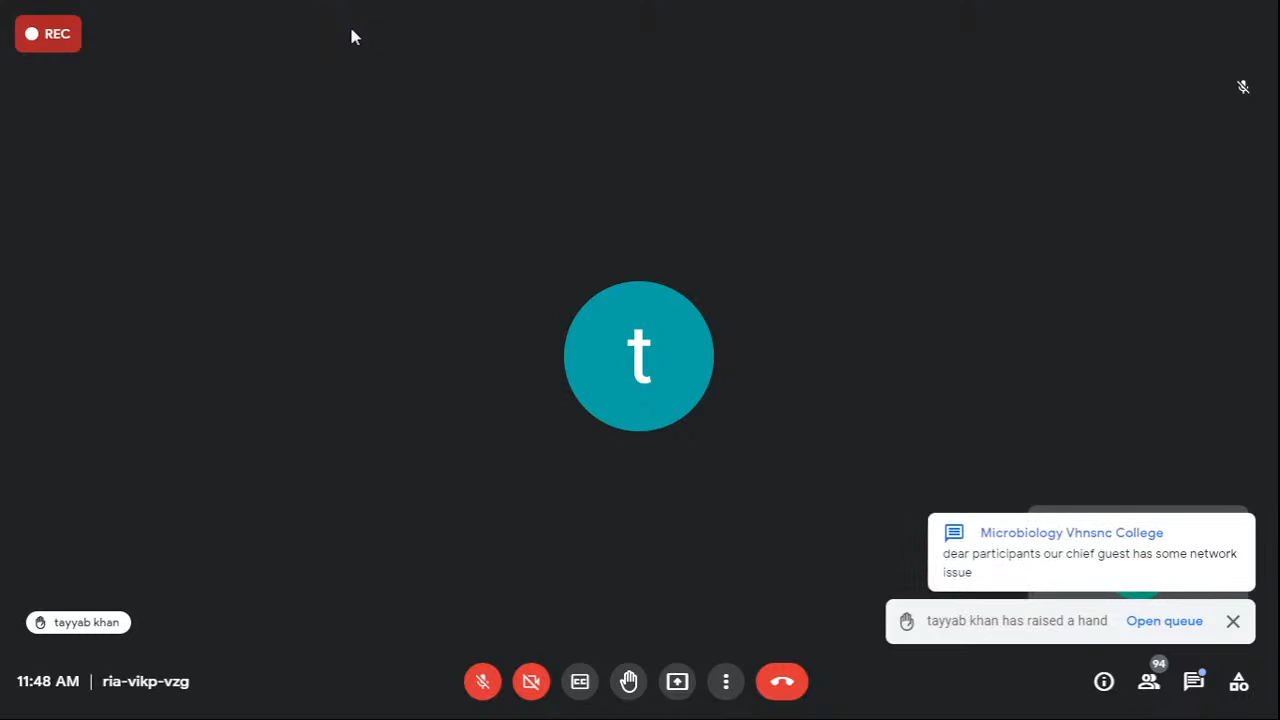 REC
t
Microbiology Vhnsnc College
dear participants our chief guest has some network
issue
tayyab khan
tayyab khan has raised a hand Open queue
94
11:48 AM | ria-vikp-vzg
CC